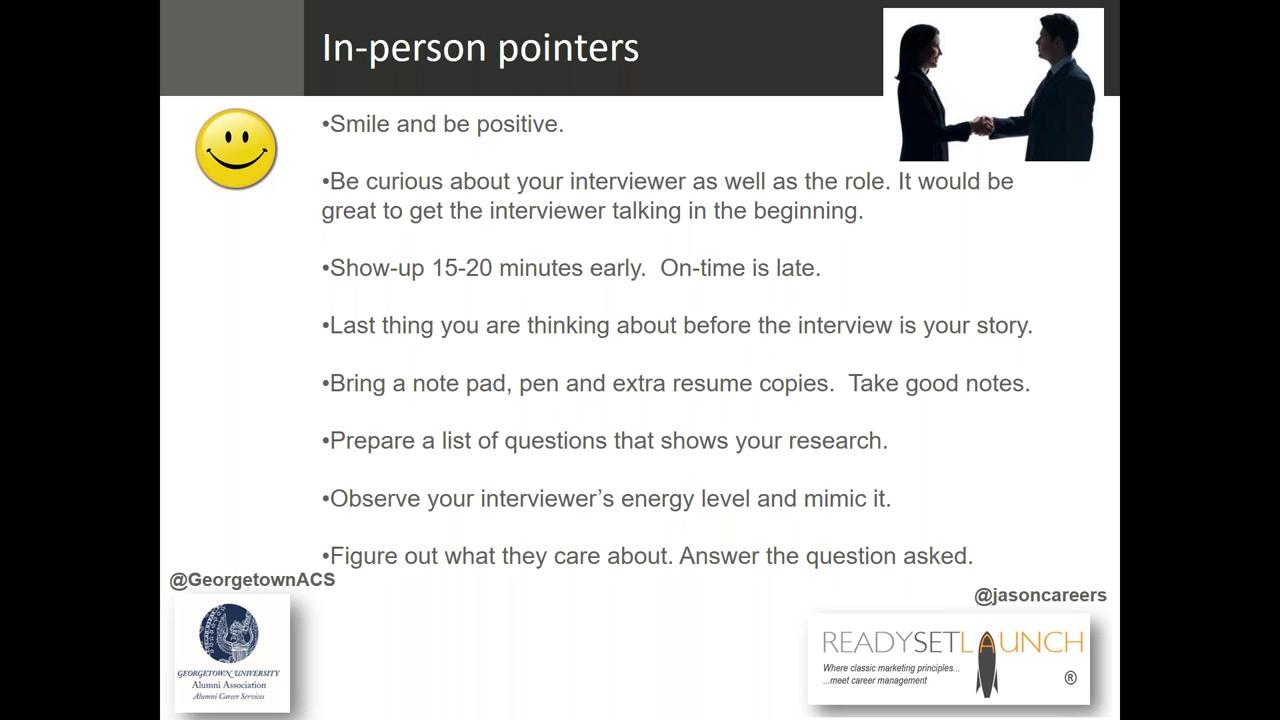 In-person pointers
•Smile and be positive.
•Be curious about your interviewer as well as the role. It would be
great to get the interviewer talking in the beginning.
•Show-up 15-20 minutes early.  On-time is late.
•Last thing you are thinking about before the interview is your story.
•Bring a note pad, pen and extra resume copies.  Take good notes.
•Prepare a list of questions that shows your research.
•Observe your interviewer’s energy level and mimic it.
•Figure out what they care about. Answer the question asked.
@GeorgetownACS
GEORGETOWN UNIVERSITY
Alumni Association
Alumni Career Services
@jasoncareers
READYSETLAUNCH
Where classic marketing principles...
...meet career management
®